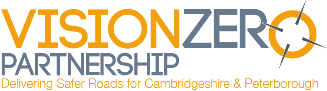 VISIONZERO
PARTNERSHIP
Delivering Safer Roads for Cambridgeshire & Peterborough